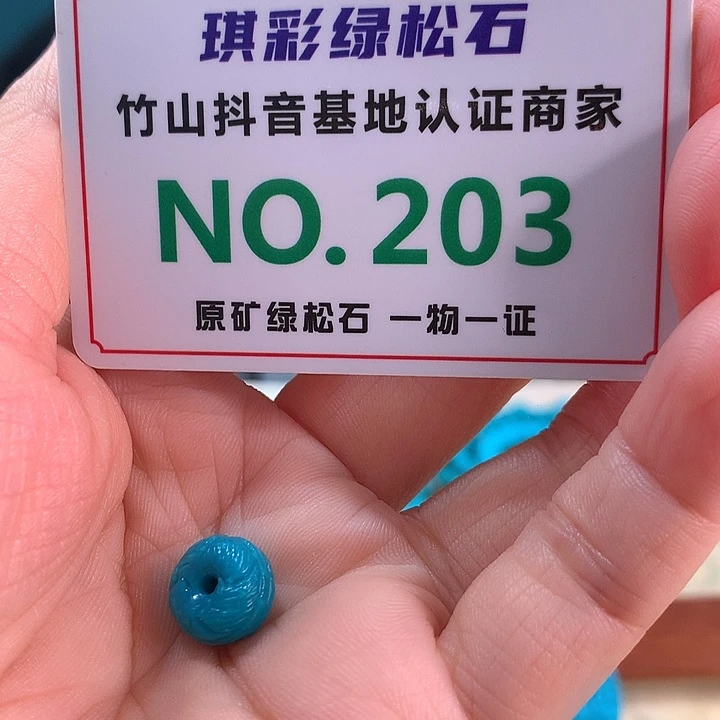 琪彩绿松石
竹山抖音基地认证商家
NO.203
原矿绿松石 一物一证